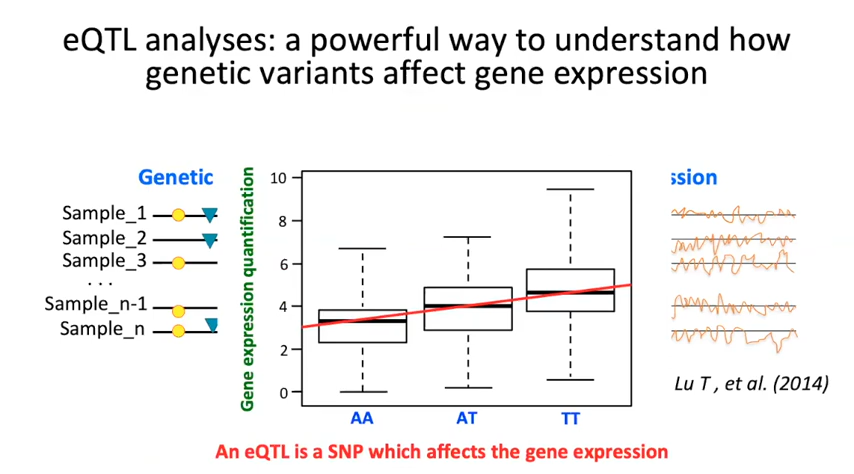 eQTL analyses: a powerful way to understand how
genetic variants affect gene expression
Genetic
ssion
Sample_1
Sample_2
Sample_3
. . .
Sample_n-1
Sample_n
Gene expression quantification
10
8
6
4
2
0
AA AT TT
Lu T , et al. (2014)
An eQTL is a SNP which affects the gene expression